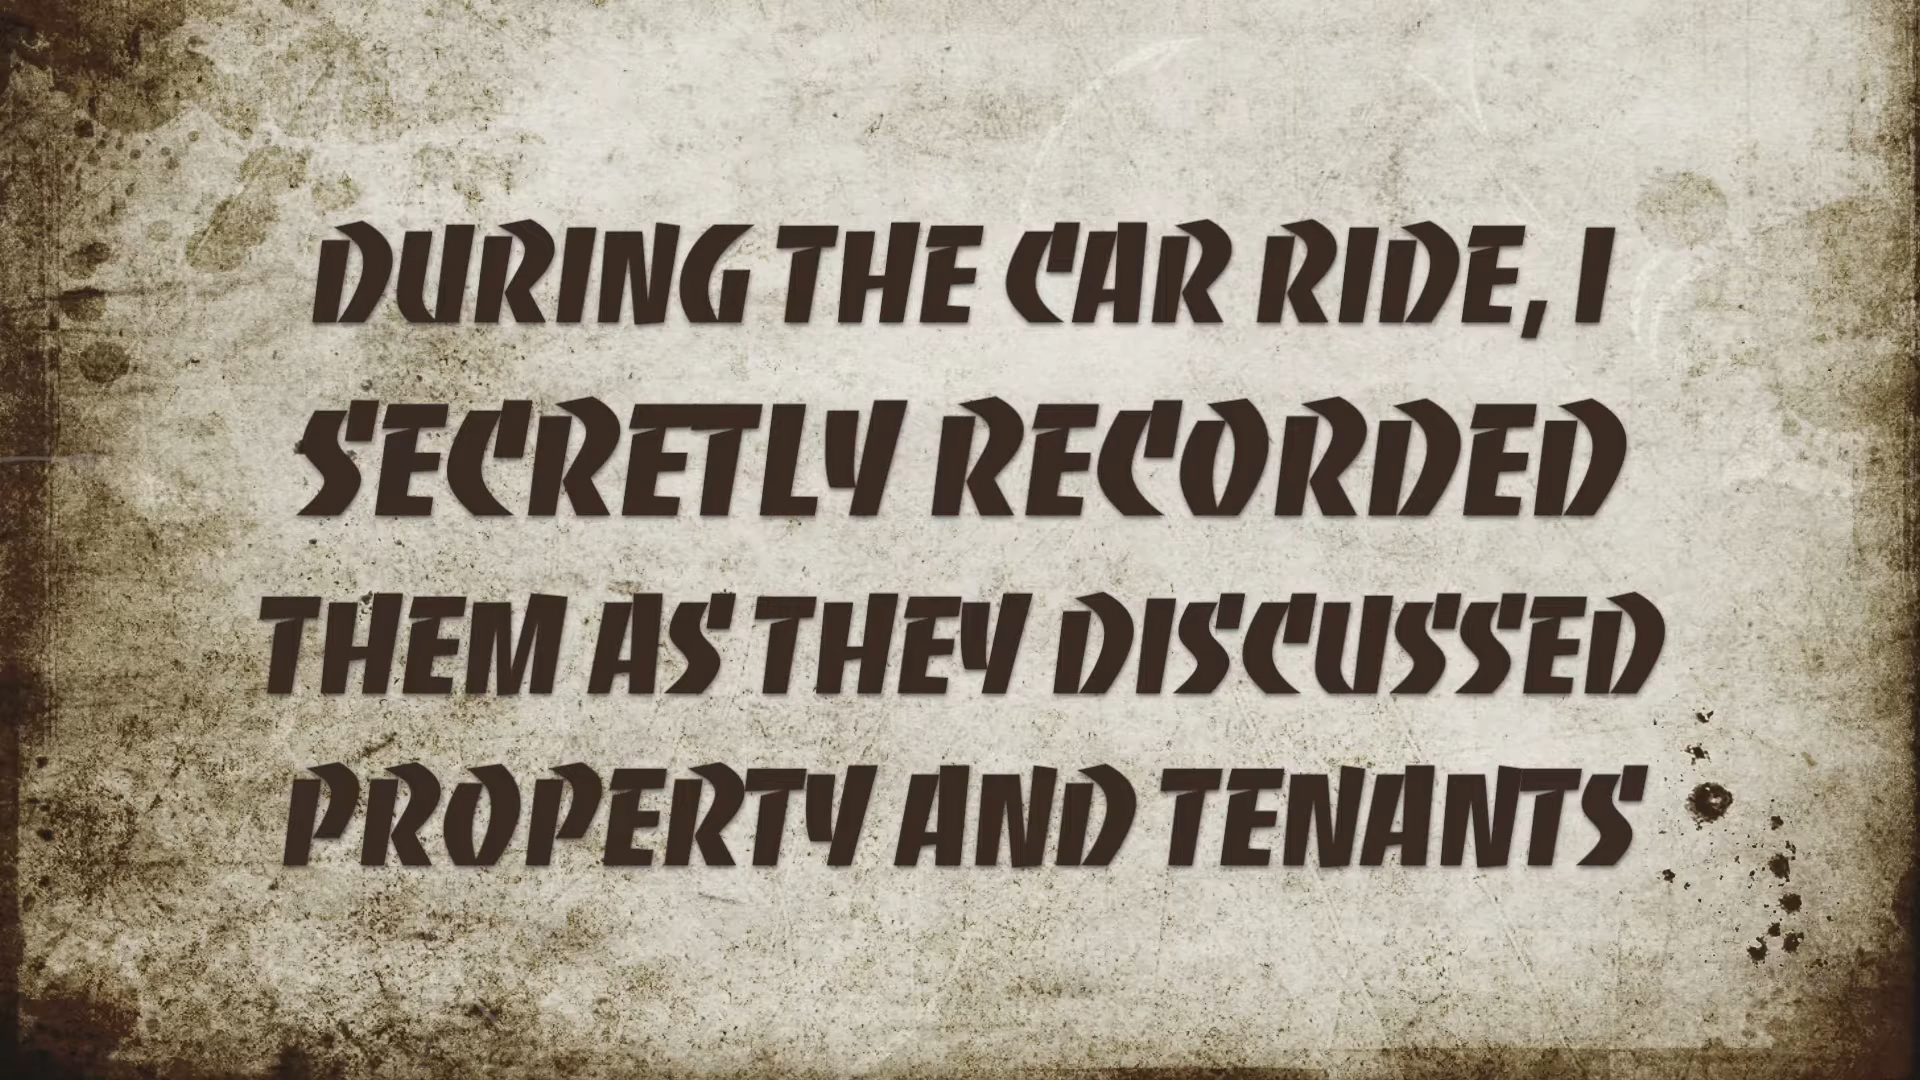 DURING THE CAR RIDE, I
SECRETLY RECORDED
THEM AS THEY DISCUSSED
PROPERTY AND TENANTS